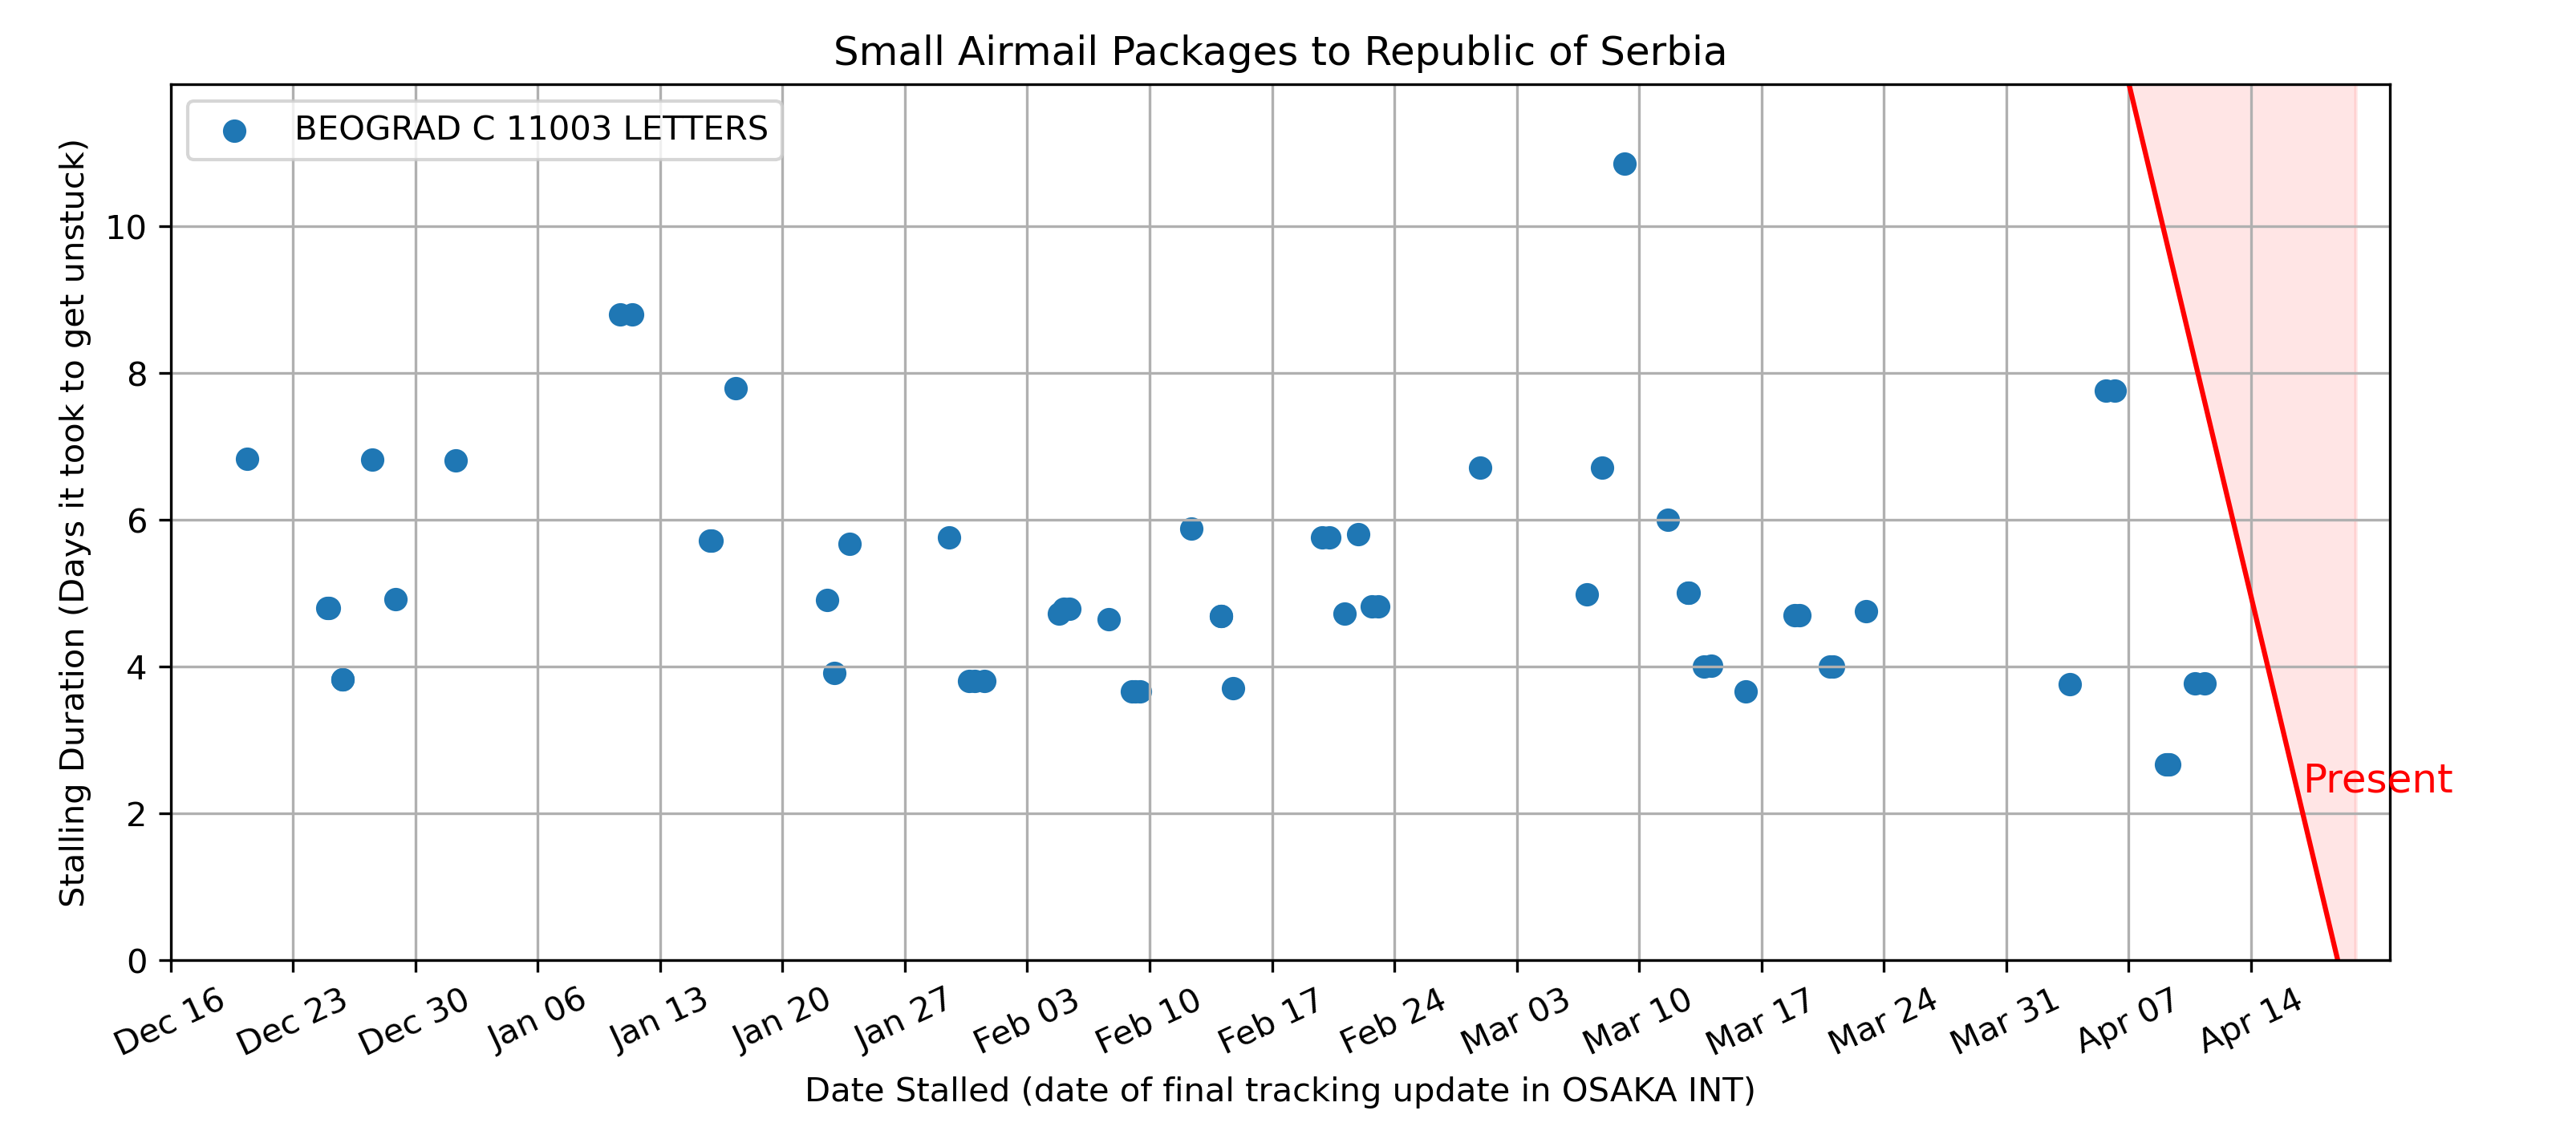 Small Airmail Packages to Republic of Serbia
BEOGRAD C 11003 LETTERS
Stalling Duration (Days it took to get unstuck)
10
8
6
4
2
0
Present
Dec 16
Dec 23
Dec 30
Jan 06
Jan 13
Jan 20
Jan 27
Feb 03
Feb 10
Feb 17
Feb 24
Mar 03
Mar 10
Mar 17
Mar 24
Mar 31
Apr 07
Apr 14
Date Stalled (date of final tracking update in OSAKA INT)